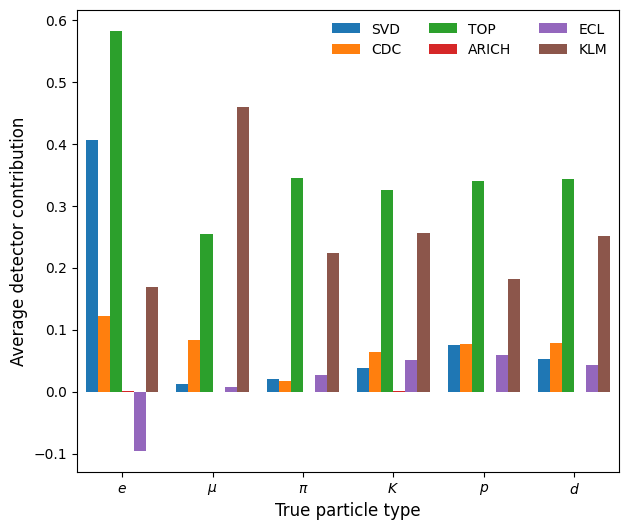 SVD
CDC
TOP
ARICH
ECL
KLM
Average detector contribution
0.6
0.5
0.4
0.3
0.2
0.1
0.0
−0.1
e μ π K p d
True particle type